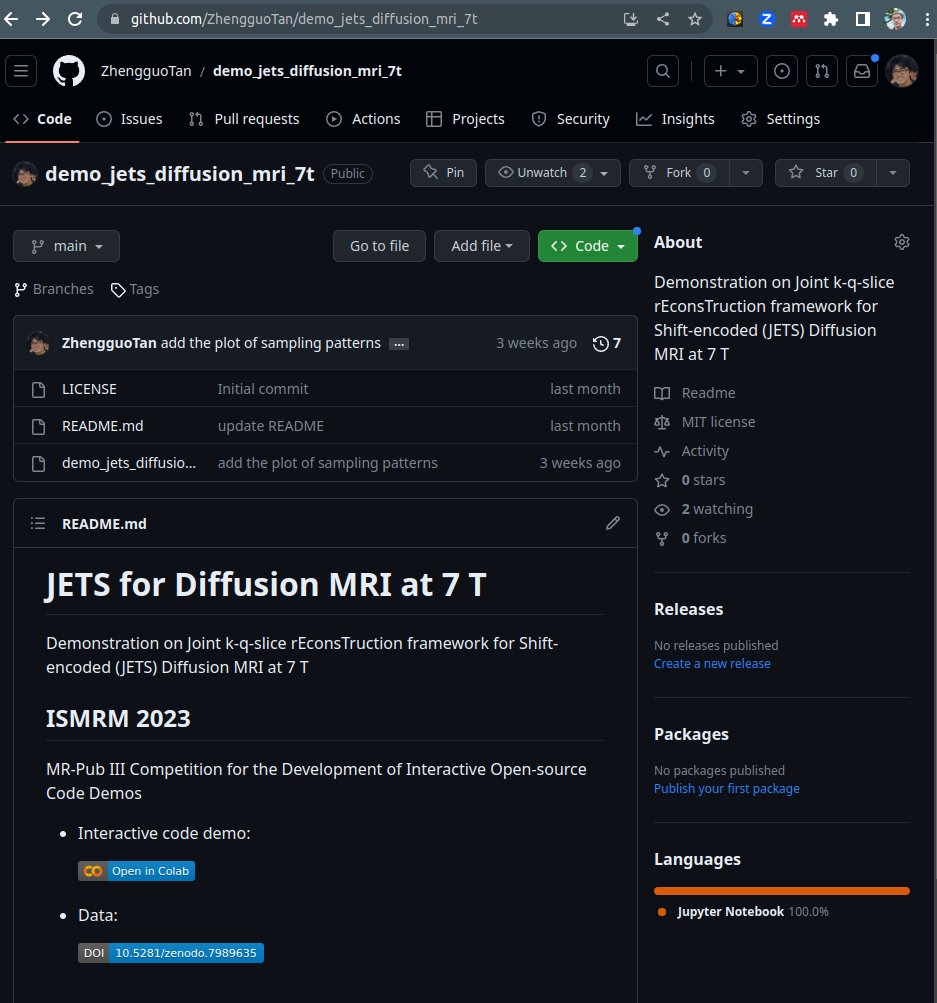 github.com/ZhengguoTan/demo_jets_diffusion_mri_7t
ZhengguoTan / demo_jets_diffusion_mri_7t
Code Issues Pull requests Actions Projects Security Insights Settings
demo_jets_diffusion_mri_7t Public Pin Unwatch 2 Fork 0 Star 0
main Go to file Add file Code
Branches Tags
ZhengguoTan add the plot of sampling patterns ... 3 weeks ago 7
LICENSE Initial commit last month
README.md update README last month
demo_jets_diffusio... add the plot of sampling patterns 3 weeks ago
README.md
JETS for Diffusion MRI at 7 T
Demonstration on Joint k-q-slice rEconsTruction framework for Shift-
encoded (JETS) Diffusion MRI at 7 T
ISMRM 2023
MR-Pub III Competition for the Development of Interactive Open-source
Code Demos
• Interactive code demo:
Open in Colab
• Data:
DOI 10.5281/zenodo.7989635
About
Demonstration on Joint k-q-slice
rEconsTruction framework for
Shift-encoded (JETS) Diffusion
MRI at 7 T
Readme
MIT license
Activity
0 stars
2 watching
0 forks
Releases
No releases published
Create a new release
Packages
No packages published
Publish your first package
Languages
Jupyter Notebook 100.0%